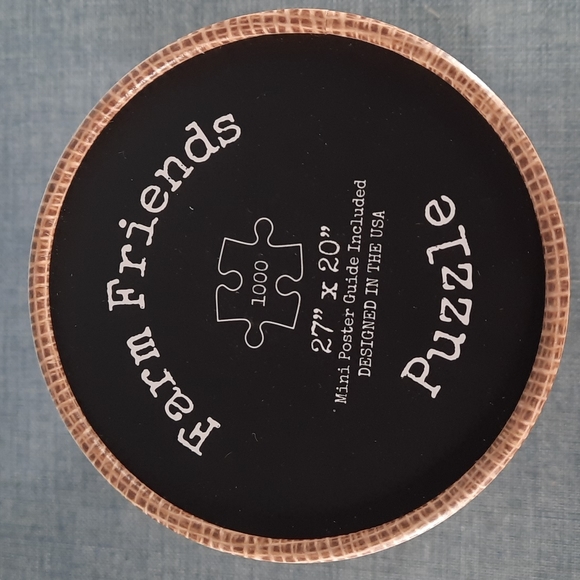 Farm Friends
1000
27” x 20”
Mini Poster Guide Included
DESIGNED IN THE USA
Puzzle